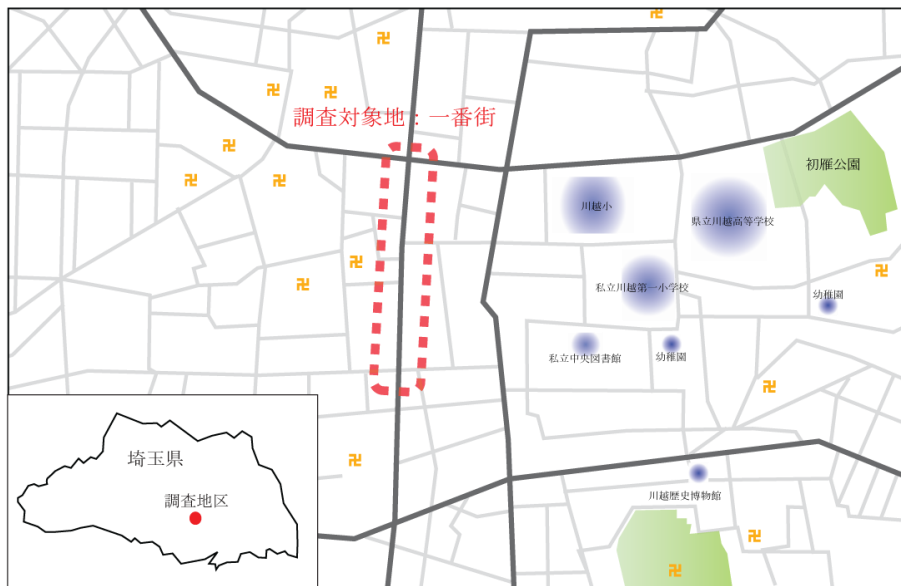 調査対象地：一番街
初雁公園
川越小
県立川越高等学校
私立川越第一小学校
幼稚園
私立中央図書館
幼稚園
埼玉県
調査地区
川越歴史博物館